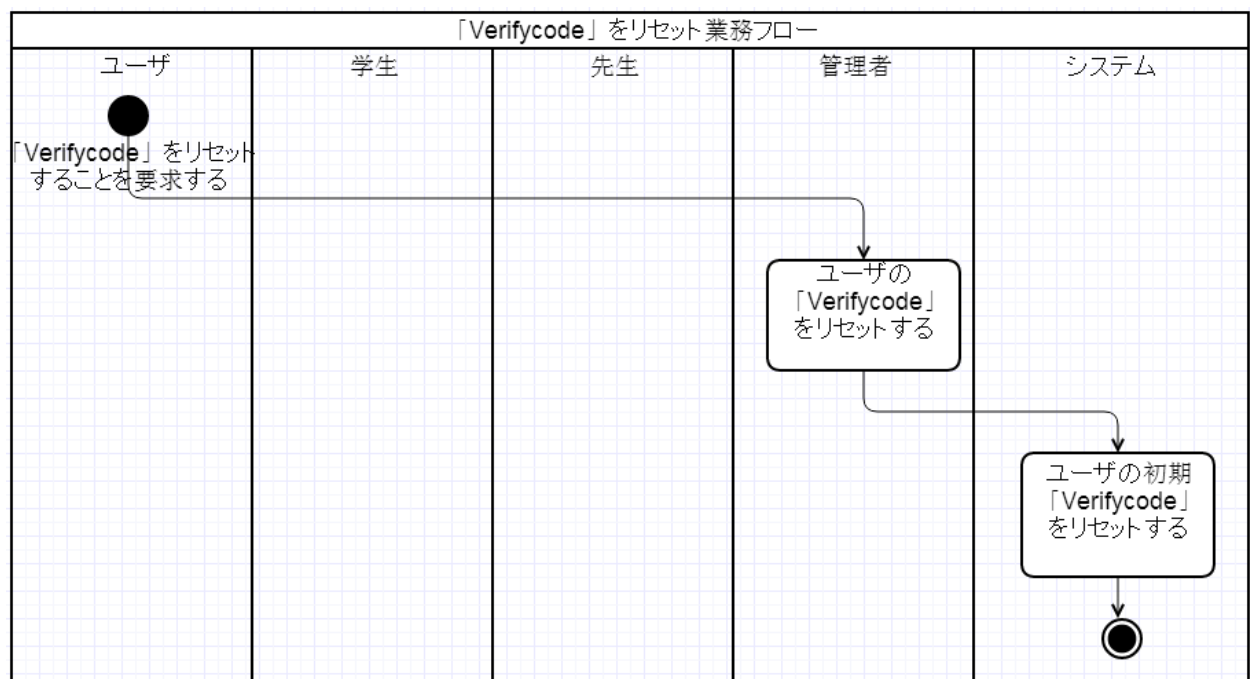 「Verifycode」をリセット業務フロー
ユーザ
学生
先生
管理者
システム
「Verifycode」をリセット
することを要求する
ユーザの
「Verifycode」
をリセットする
ユーザの初期
「Verifycode」
をリセットする